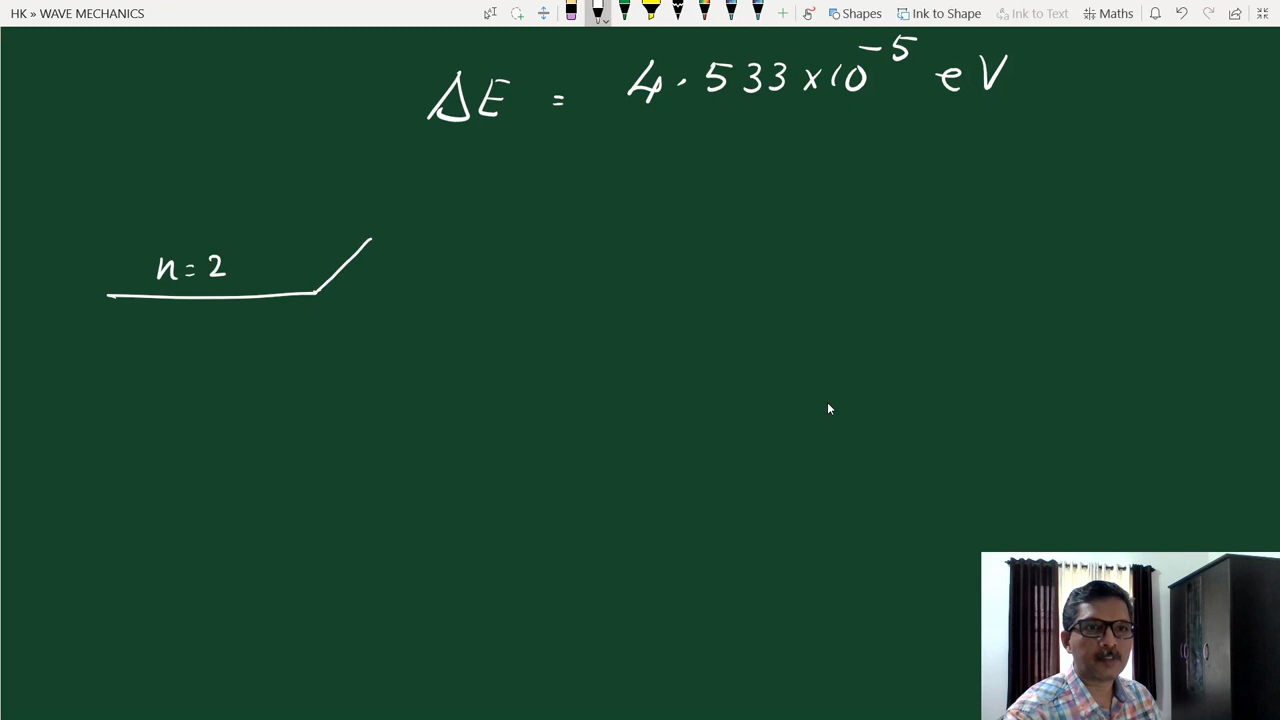 HK » WAVE MECHANICS
Shapes Ink to Shape Ink to Text Maths
ΔE = 4.533×10⁻⁵ eV
n = 2